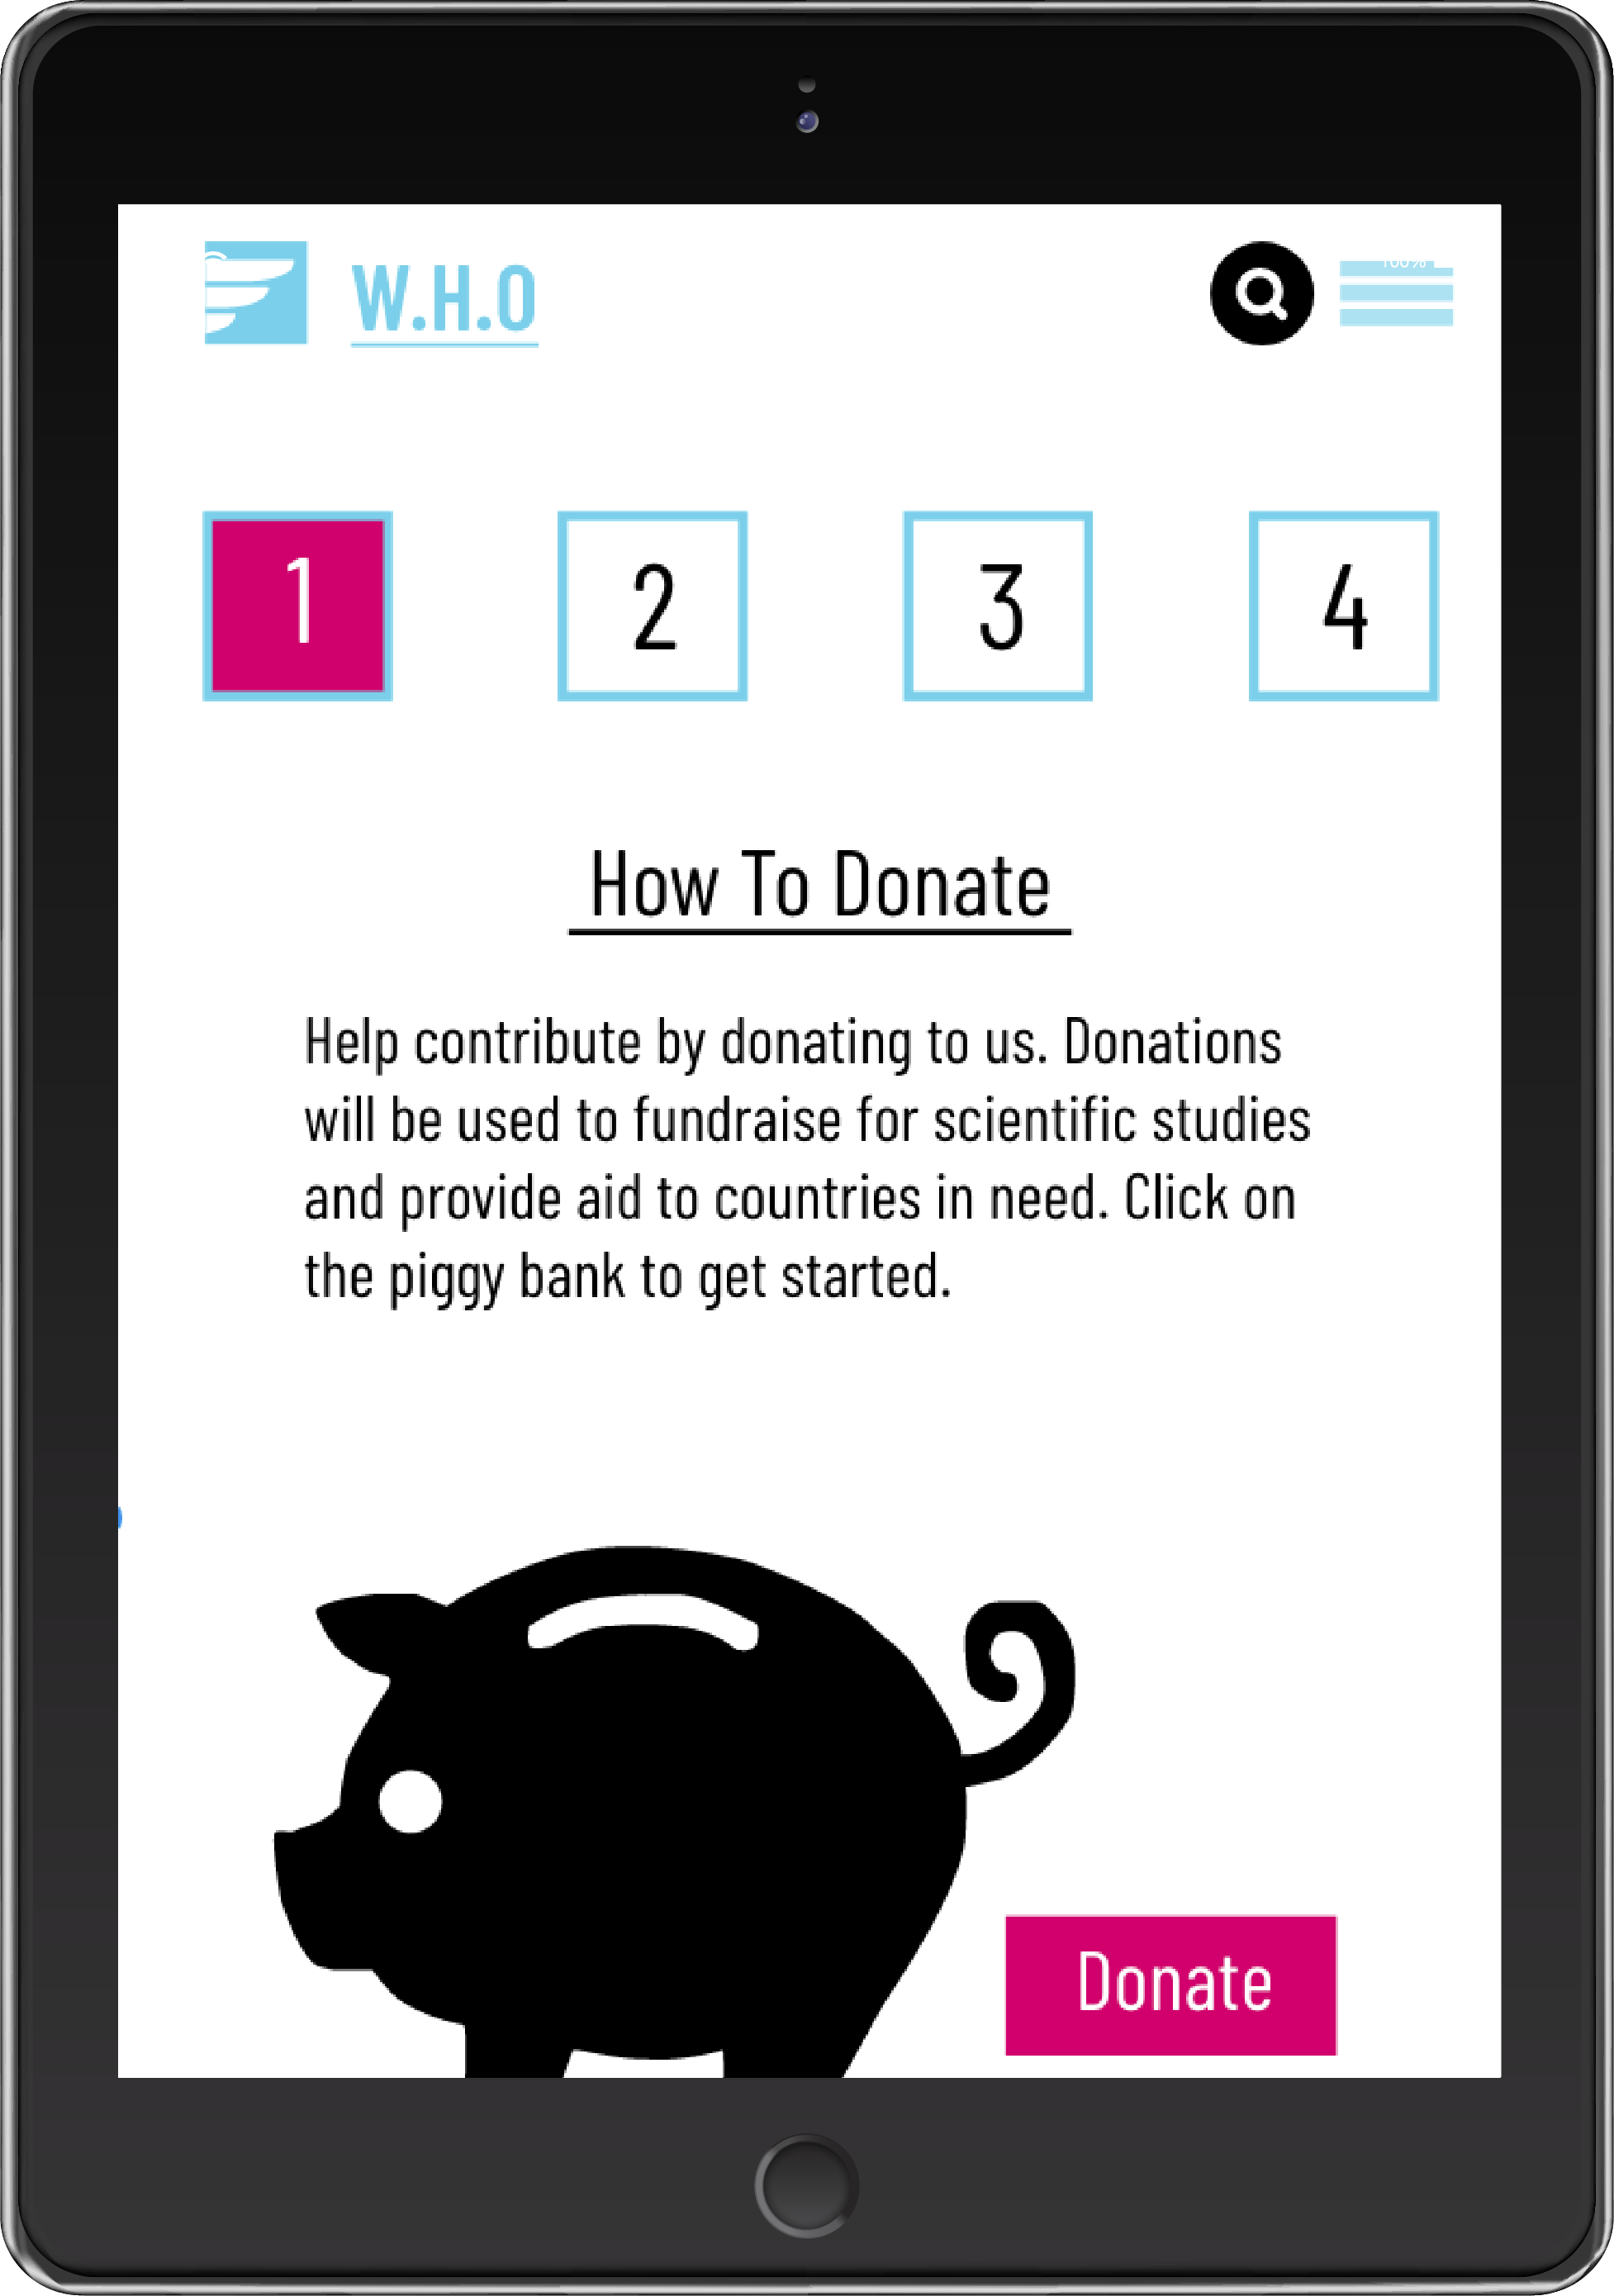 W.H.O
100%
1 2 3 4
How To Donate
Help contribute by donating to us. Donations
will be used to fundraise for scientific studies
and provide aid to countries in need. Click on
the piggy bank to get started.
Donate